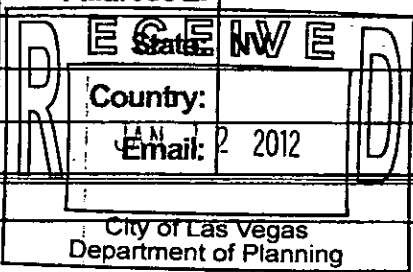 RECEIVED
State: NV
Country:
Email:
JAN 2 2012
City of Las Vegas
Department of Planning